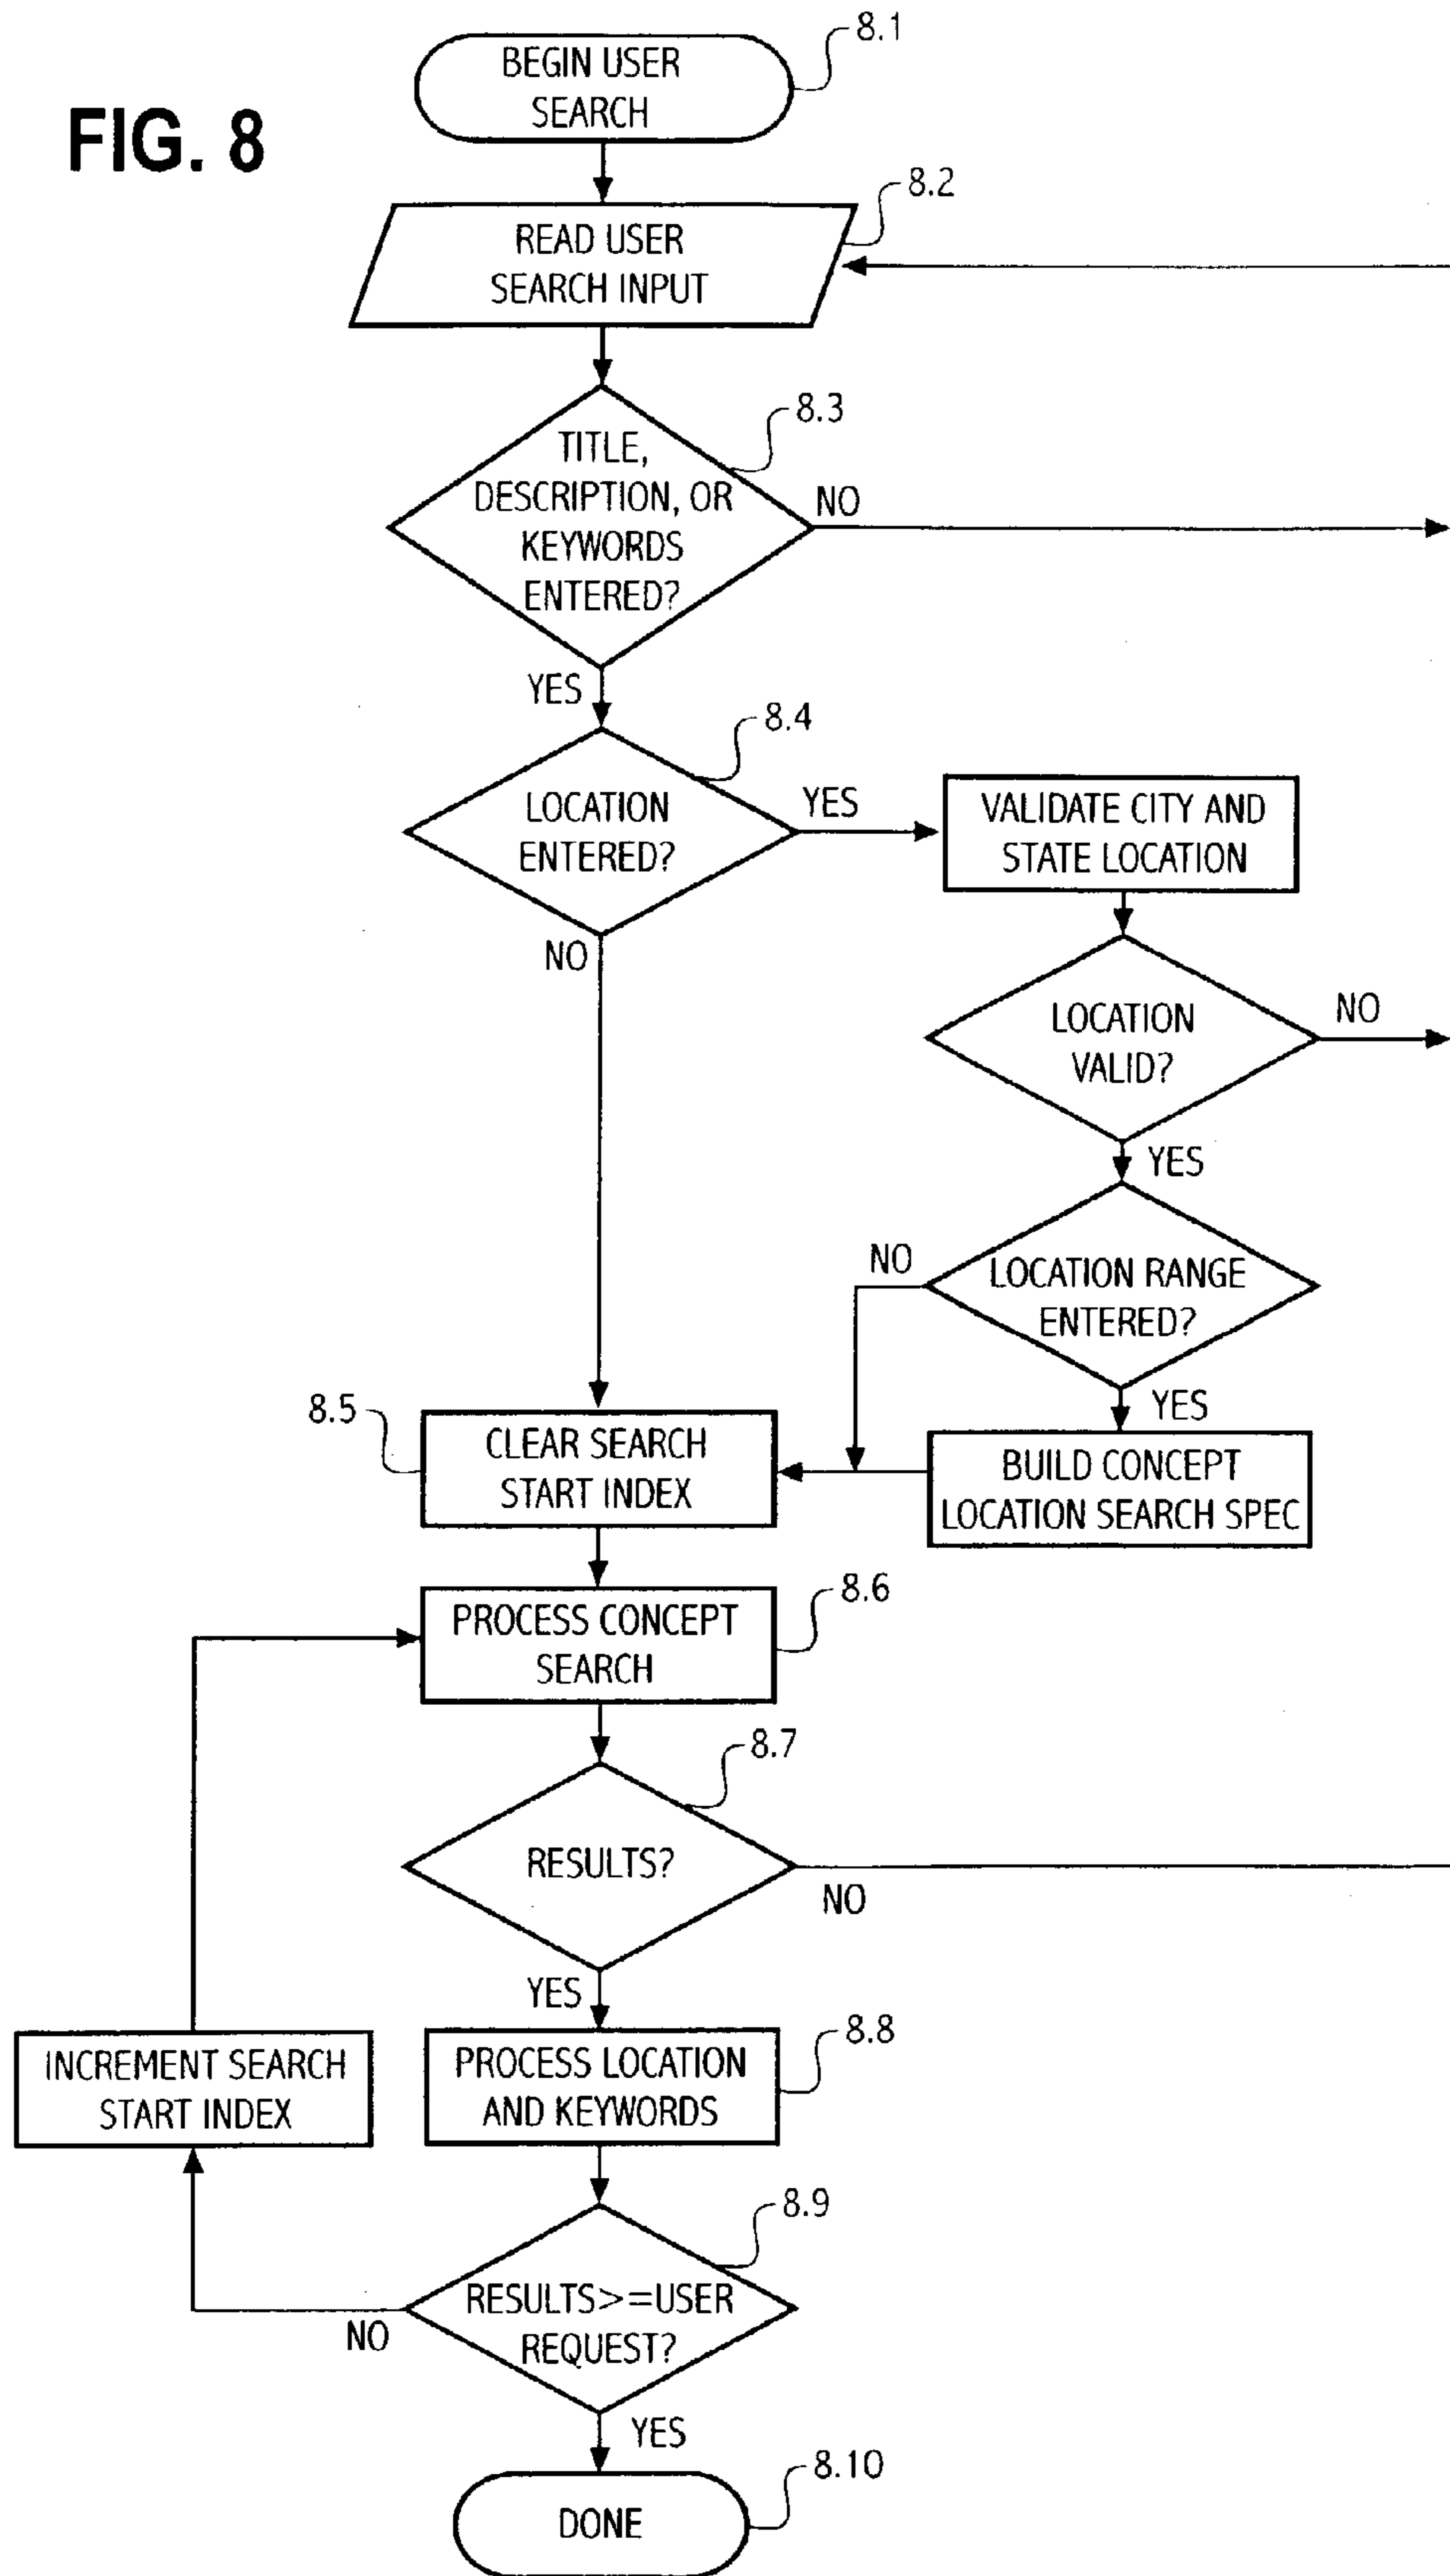 FIG. 8
BEGIN USER
SEARCH
8.1
READ USER
SEARCH INPUT
8.2
TITLE,
DESCRIPTION, OR
KEYWORDS
ENTERED?
8.3
NO
YES
LOCATION
ENTERED?
8.4
YES
NO
VALIDATE CITY AND
STATE LOCATION
LOCATION
VALID?
NO
YES
LOCATION RANGE
ENTERED?
NO
YES
BUILD CONCEPT
LOCATION SEARCH SPEC
8.5
CLEAR SEARCH
START INDEX
PROCESS CONCEPT
SEARCH
8.6
RESULTS?
8.7
NO
YES
INCREMENT SEARCH
START INDEX
PROCESS LOCATION
AND KEYWORDS
8.8
RESULTS>=USER
REQUEST?
8.9
NO
YES
DONE
8.10